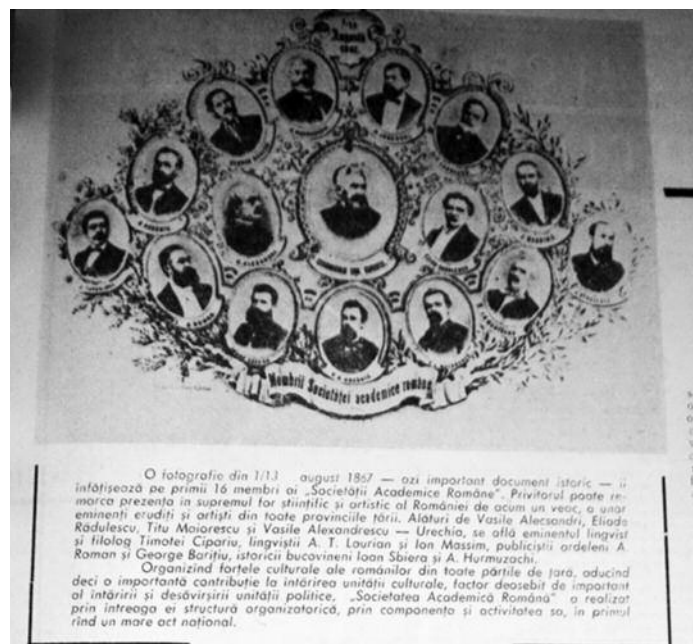 1/13
August
1867
Membrii Societăței academice române
O fotografie din 1/13 august 1867 — azi important document istoric — îi
înfățișează pe primii 16 membri ai „Societății Academice Române". Privitorul poate re-
marca prezența în supremul for științific și artistic al României de acum un veac, a unor
eminenți erudiți și artiști din toate provinciile țării. Alături de Vasile Alecsandri, Eliade
Rădulescu, Titu Maiorescu și Vasile Alexandrescu — Urechia, se află eminentul lingvist
și filolog Timotei Cipariu, lingviștii A. T. Laurian și Ion Massim, publiciștii ardeleni A.
Roman și George Barițiu, istoricii bucovineni Ioan Sbiera și A. Hurmuzachi.
Organizînd forțele culturale ale românilor din toate părțile de țară, aducînd
deci o importantă contribuție la întărirea unității culturale, factor deosebit de important
al întăririi și desăvîrșirii unității politice, „Societatea Academică Română" a realizat
prin întreaga ei structură organizatorică, prin componența și activitatea sa, în primul
rînd un mare act național.